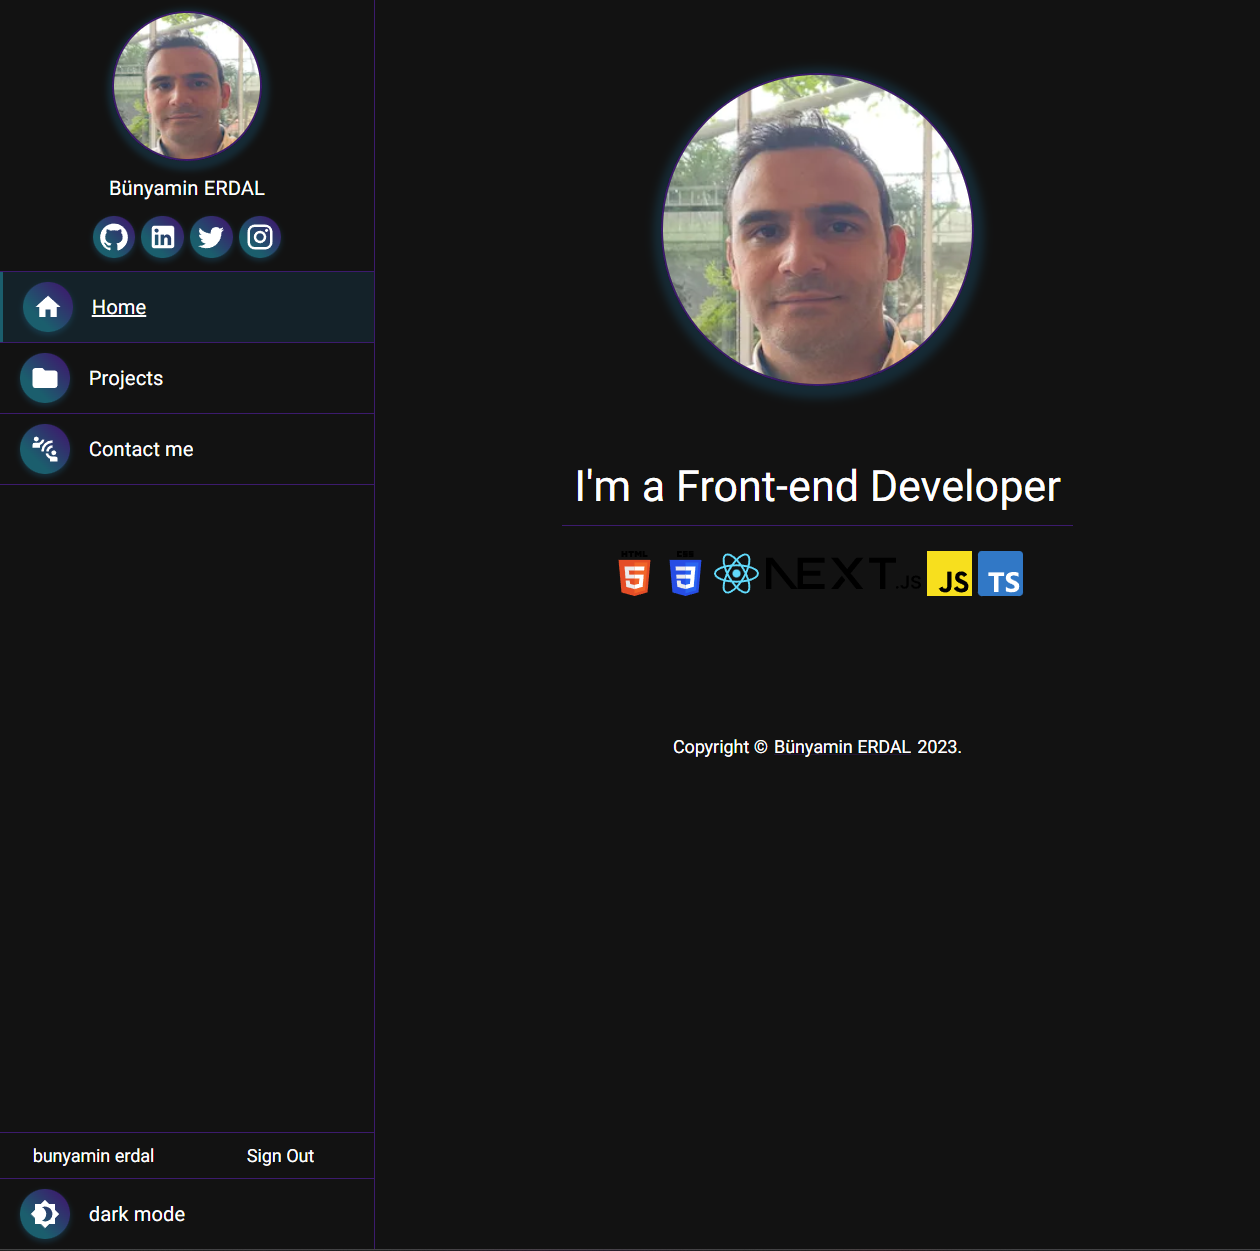 Bünyamin ERDAL
in
Home
Projects
Contact me
bunyamin erdal
Sign Out
dark mode
I'm a Front-end Developer
HTML
5
CSS
3
NEXT.JS
JS
TS
Copyright © Bünyamin ERDAL 2023.